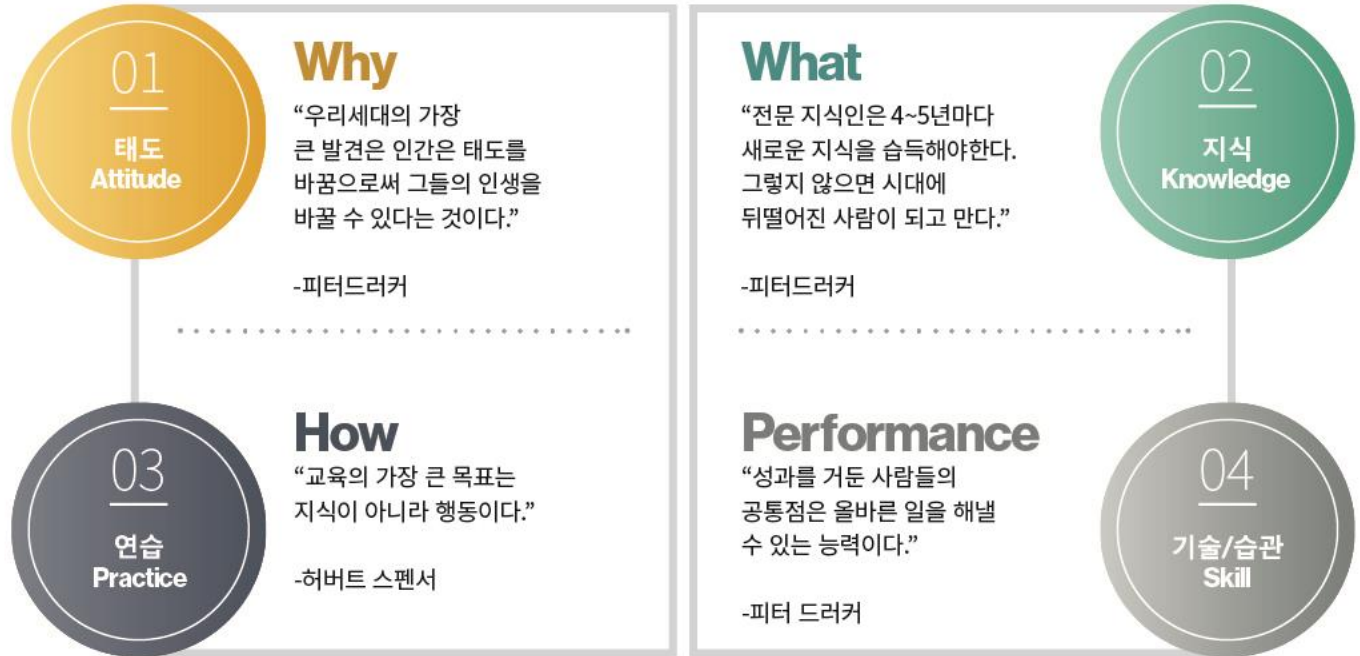 01
태도
Attitude
Why
“우리세대의 가장
큰 발견은 인간은 태도를
바꿈으로써 그들의 인생을
바꿀 수 있다는 것이다.”
-피터드러커
What
“전문 지식인은 4~5년마다
새로운 지식을 습득해야한다.
그렇지 않으면 시대에
뒤떨어진 사람이 되고 만다.”
-피터드러커
02
지식
Knowledge
03
연습
Practice
How
“교육의 가장 큰 목표는
지식이 아니라 행동이다.”
-허버트 스펜서
Performance
“성과를 거둔 사람들의
공통점은 올바른 일을 해낼
수 있는 능력이다.”
-피터 드러커
04
기술/습관
Skill